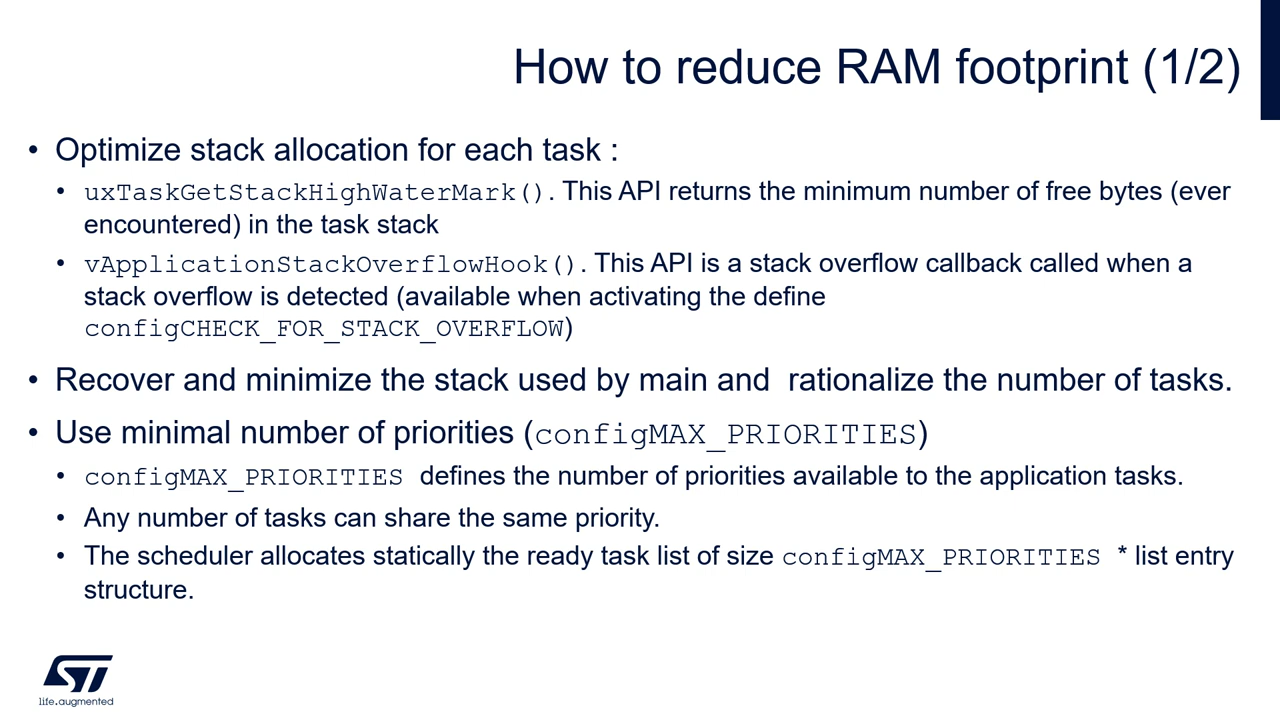 How to reduce RAM footprint (1/2)
• Optimize stack allocation for each task :
• uxTaskGetStackHighWaterMark(). This API returns the minimum number of free bytes (ever
encountered) in the task stack
• vApplicationStackOverflowHook(). This API is a stack overflow callback called when a
stack overflow is detected (available when activating the define
configCHECK_FOR_STACK_OVERFLOW)
• Recover and minimize the stack used by main and  rationalize the number of tasks.
• Use minimal number of priorities (configMAX_PRIORITIES)
• configMAX_PRIORITIES defines the number of priorities available to the application tasks.
• Any number of tasks can share the same priority.
• The scheduler allocates statically the ready task list of size configMAX_PRIORITIES * list entry
structure.
ST
life.augmented